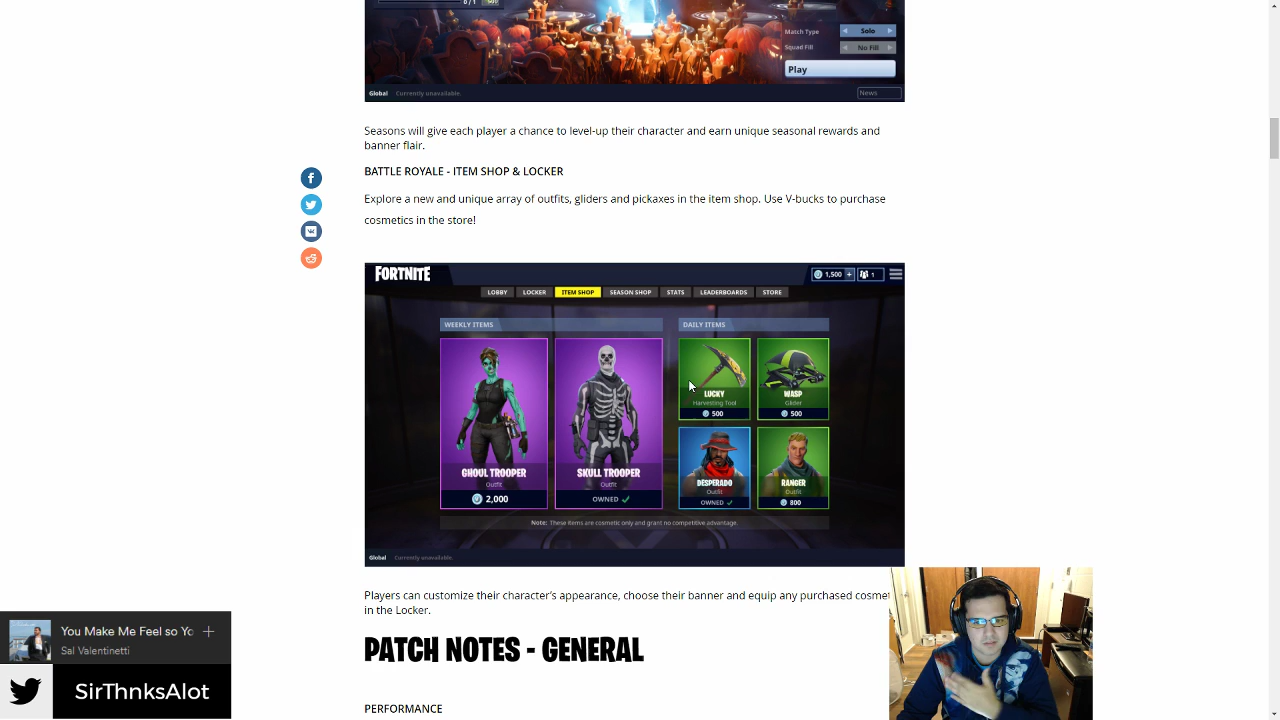 0 / 1
Match Type
Solo
Squad Fill
No Fill
Play
Global Currently unavailable.
News
Seasons will give each player a chance to level-up their character and earn unique seasonal rewards and
banner flair.
BATTLE ROYALE - ITEM SHOP & LOCKER
Explore a new and unique array of outfits, gliders and pickaxes in the item shop. Use V-bucks to purchase
cosmetics in the store!
FORTNITE
1,500 +
1
LOBBY LOCKER ITEM SHOP SEASON SHOP STATS LEADERBOARDS STORE
WEEKLY ITEMS
DAILY ITEMS
GHOUL TROOPER
Outfit
2,000
SKULL TROOPER
Outfit
OWNED
LUCKY
Harvesting Tool
500
WASP
Glider
500
DESPERADO
Outfit
OWNED
RANGER
Outfit
800
Note: These items are cosmetic only and grant no competitive advantage.
Global Currently unavailable.
Players can customize their character's appearance, choose their banner and equip any purchased cosmet
in the Locker.
PATCH NOTES - GENERAL
PERFORMANCE
You Make Me Feel so Yo
Sal Valentinetti
SirThnksAlot